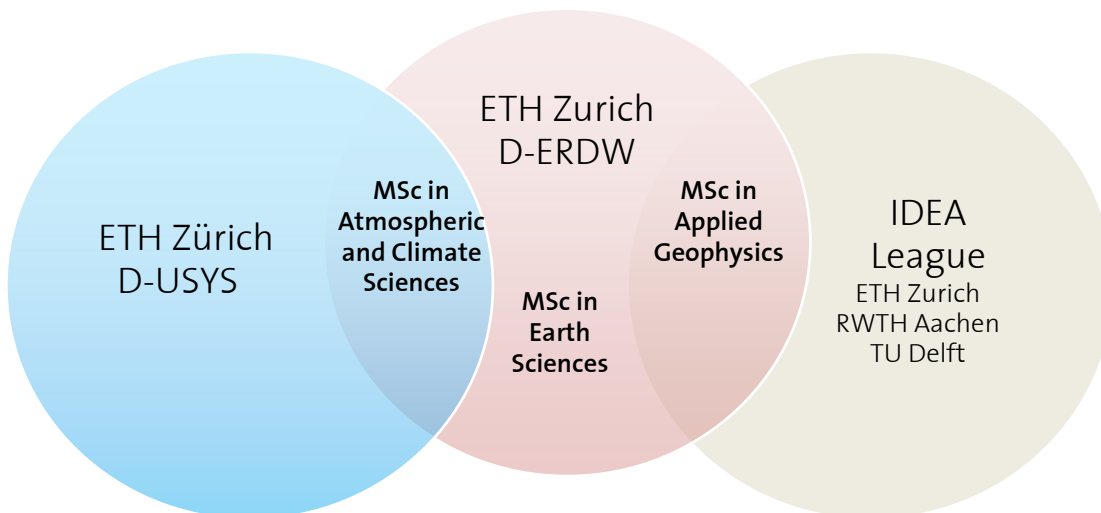 ETH Zürich
D-USYS
MSc in
Atmospheric
and Climate
Sciences
ETH Zurich
D-ERDW
MSc in
Earth
Sciences
MSc in
Applied
Geophysics
IDEA
League
ETH Zurich
RWTH Aachen
TU Delft